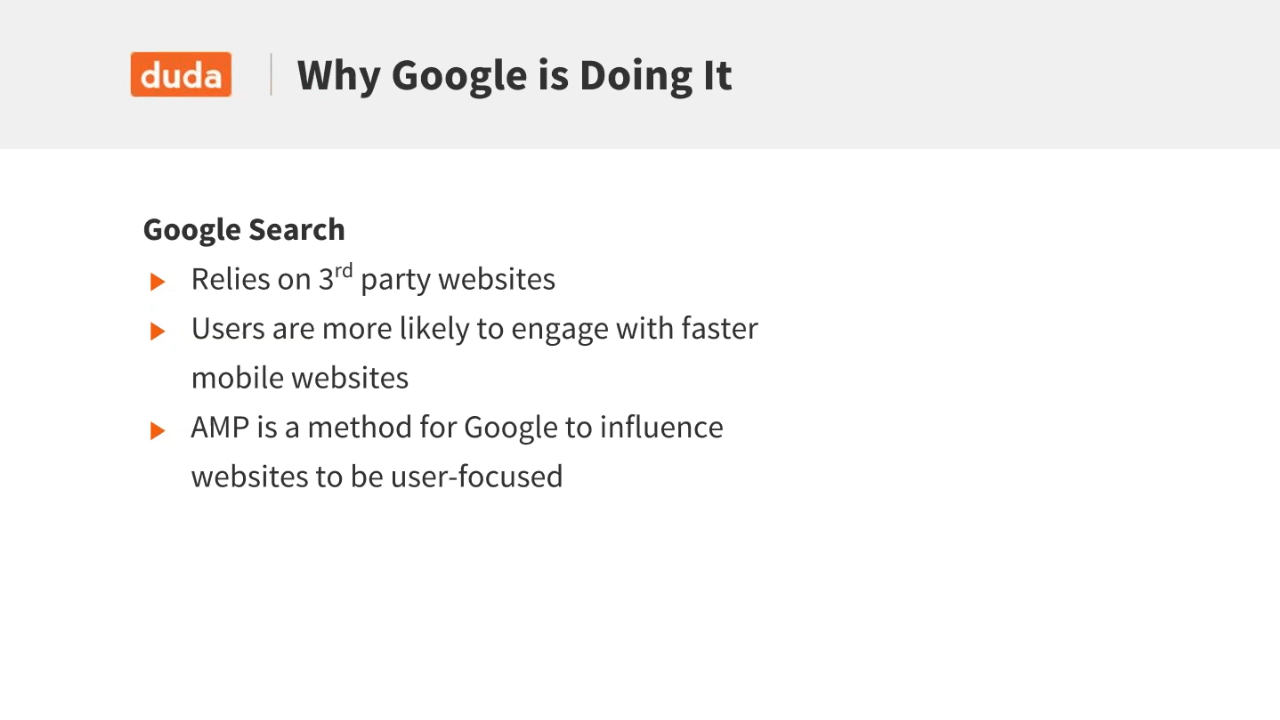 duda
Why Google is Doing It
Google Search
Relies on 3rd party websites
Users are more likely to engage with faster
mobile websites
AMP is a method for Google to influence
websites to be user-focused